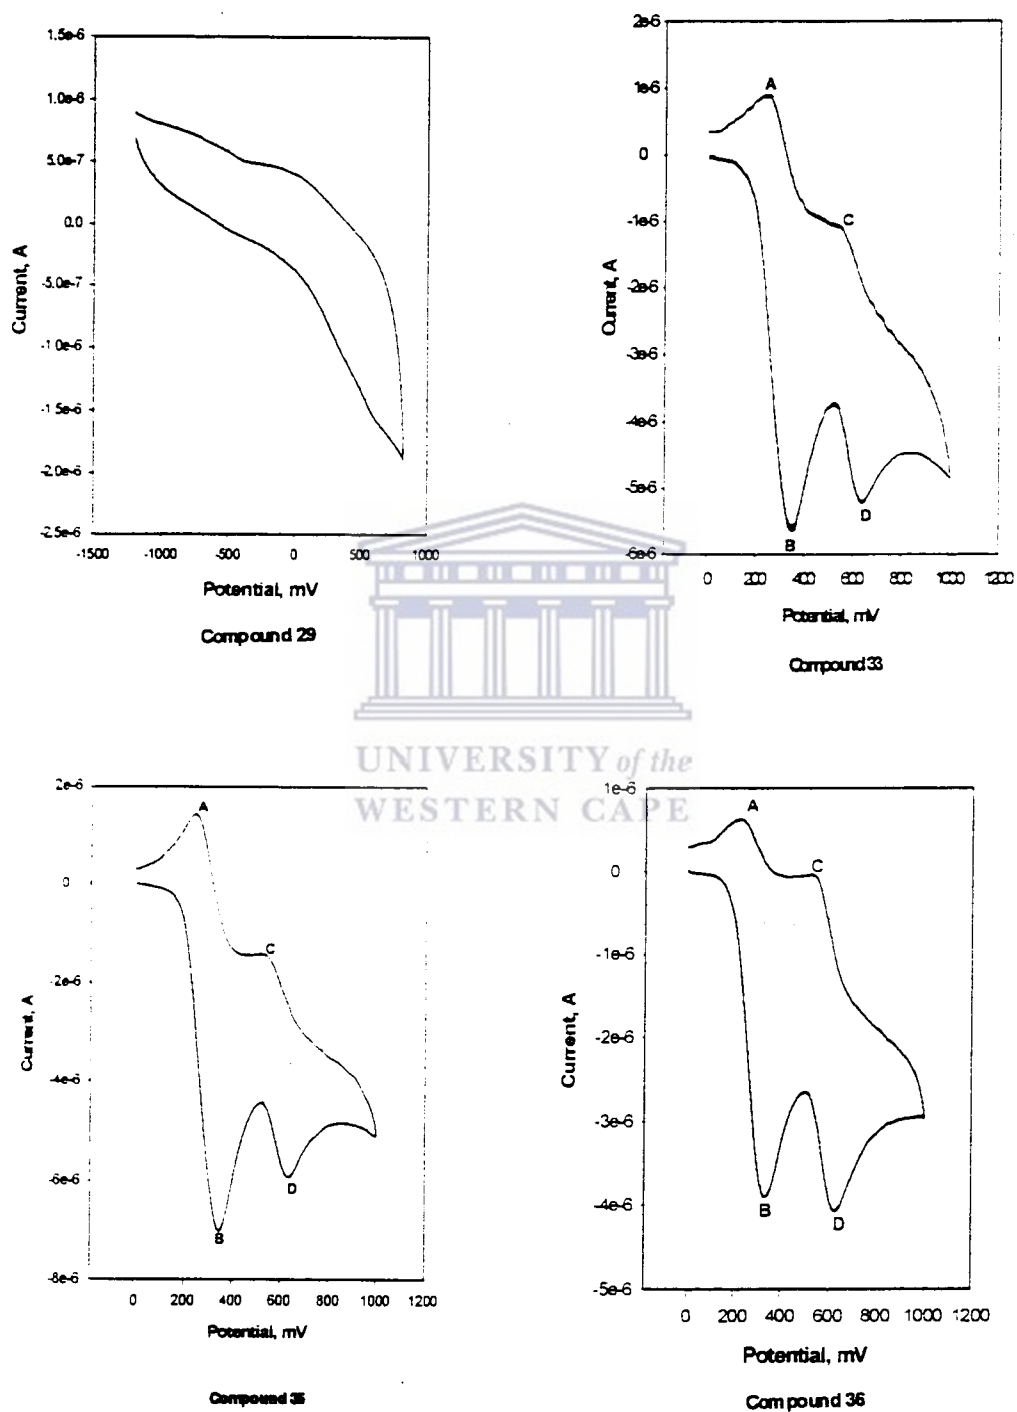 1.5e-6
1.0e-6
5.0e-7
0.0
-5.0e-7
-1.0e-6
-1.5e-6
-2.0e-6
-2.5e-6
Current, A
-1500 -1000 -500 0 500 1000
Potential, mV
Compound 29
2e-6
1e-6
0
-1e-6
-2e-6
-3e-6
-4e-6
-5e-6
-6e-6
Current, A
A
C
D
B
0 200 400 600 800 1000 1200
Potential, mV
Compound 33
UNIVERSITY of the
WESTERN CAPE
2e-6
0
-2e-6
-4e-6
-6e-6
-8e-6
Current, A
A
C
D
B
0 200 400 600 800 1000 1200
Potential, mV
Compound 35
1e-6
0
-1e-6
-2e-6
-3e-6
-4e-6
-5e-6
Current, A
A
C
B
D
0 200 400 600 800 1000 1200
Potential, mV
Compound 36